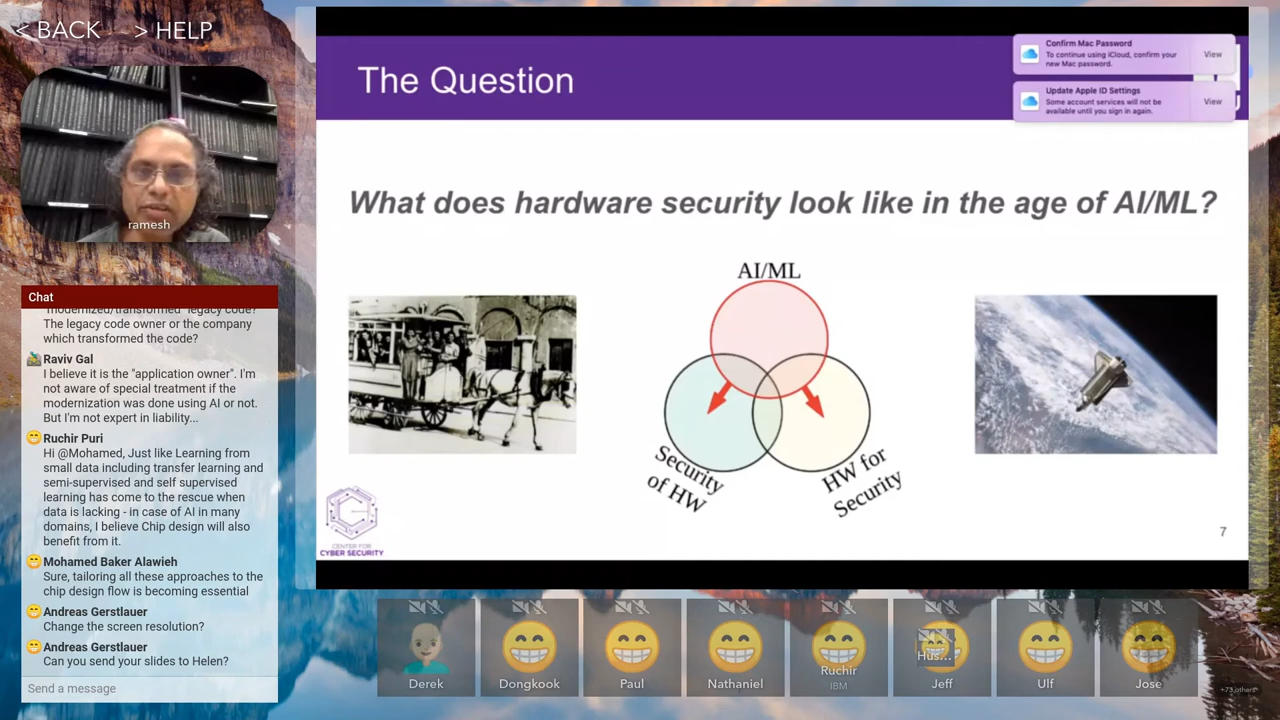 < BACK > HELP
ramesh
Chat
"modernized/transformed" legacy code?
The legacy code owner or the company
which transformed the code?
Raviv Gal
I believe it is the "application owner". I'm
not aware of special treatment if the
modernization was done using AI or not.
But I'm not expert in liability...
Ruchir Puri
Hi @Mohamed, Just like Learning from
small data including transfer learning and
semi-supervised and self supervised
learning has come to the rescue when
data is lacking - in case of AI in many
domains, I believe Chip design will also
benefit from it.
Mohamed Baker Alawieh
Sure, tailoring all these approaches to the
chip design flow is becoming essential
Andreas Gerstlauer
Change the screen resolution?
Andreas Gerstlauer
Can you send your slides to Helen?
Send a message
The Question
Confirm Mac Password
To continue using iCloud, confirm your
new Mac password.
View
Update Apple ID Settings
Some account services will not be
available until you sign in again.
View
What does hardware security look like in the age of AI/ML?
AI/ML
Security
of HW
HW for
Security
CENTER FOR
CYBER SECURITY
7
Derek
Dongkook
Paul
Nathaniel
Ruchir
IBM
Hus...
Jeff
Ulf
Jose
+73 others